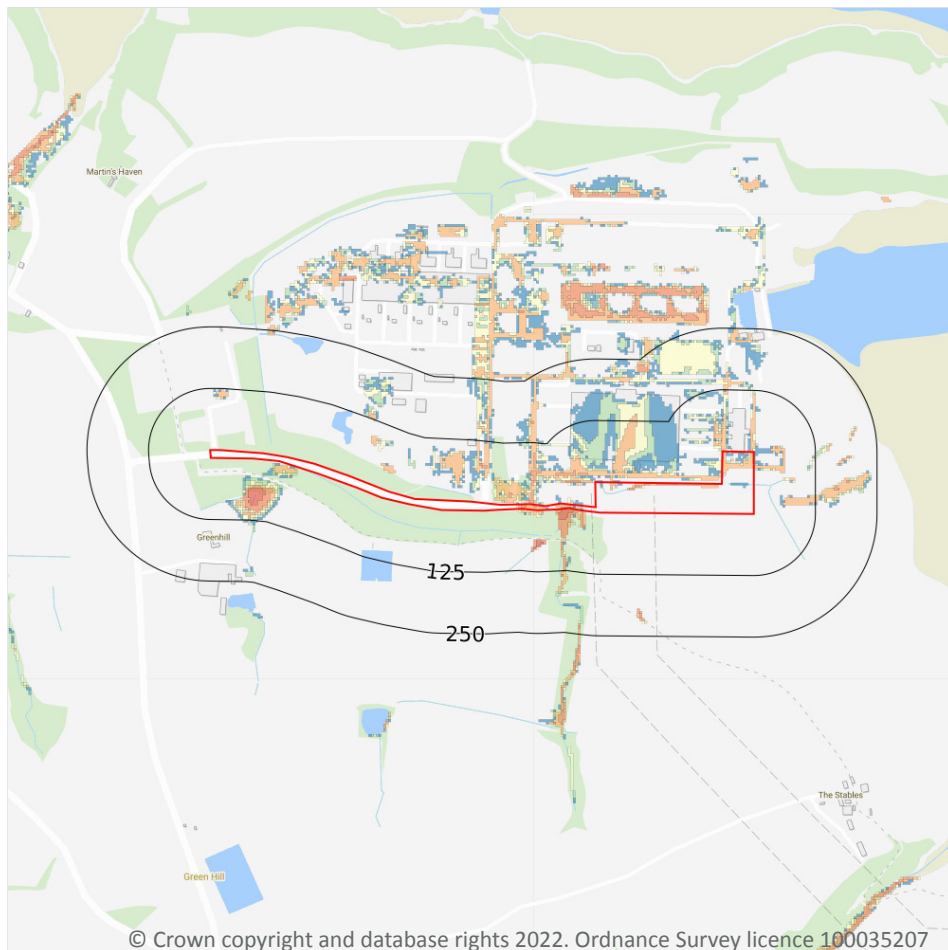 Martin's Haven
Greenhill
125
250
The Stables
Green Hill
© Crown copyright and database rights 2022. Ordnance Survey licence 100035207